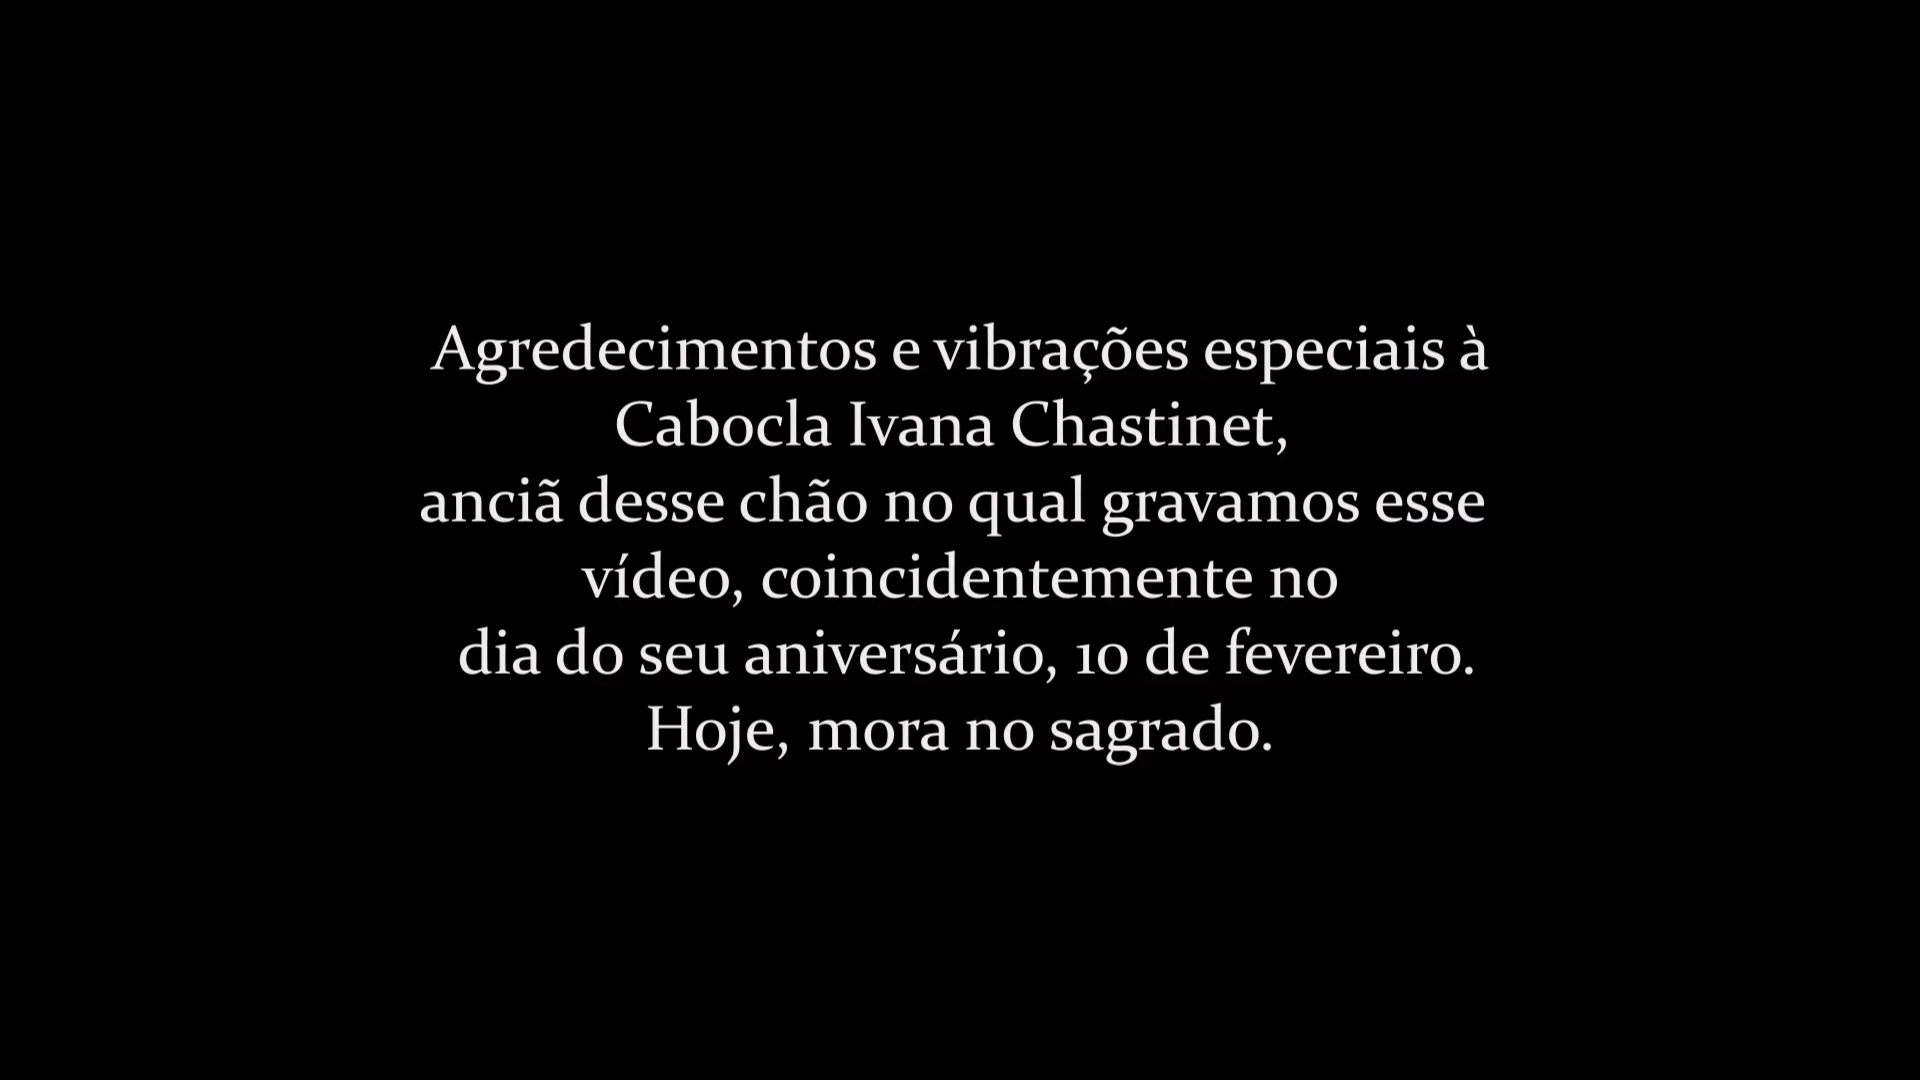 Agredecimentos e vibrações especiais à
Cabocla Ivana Chastinet,
anciã desse chão no qual gravamos esse
vídeo, coincidentemente no
dia do seu aniversário, 10 de fevereiro.
Hoje, mora no sagrado.